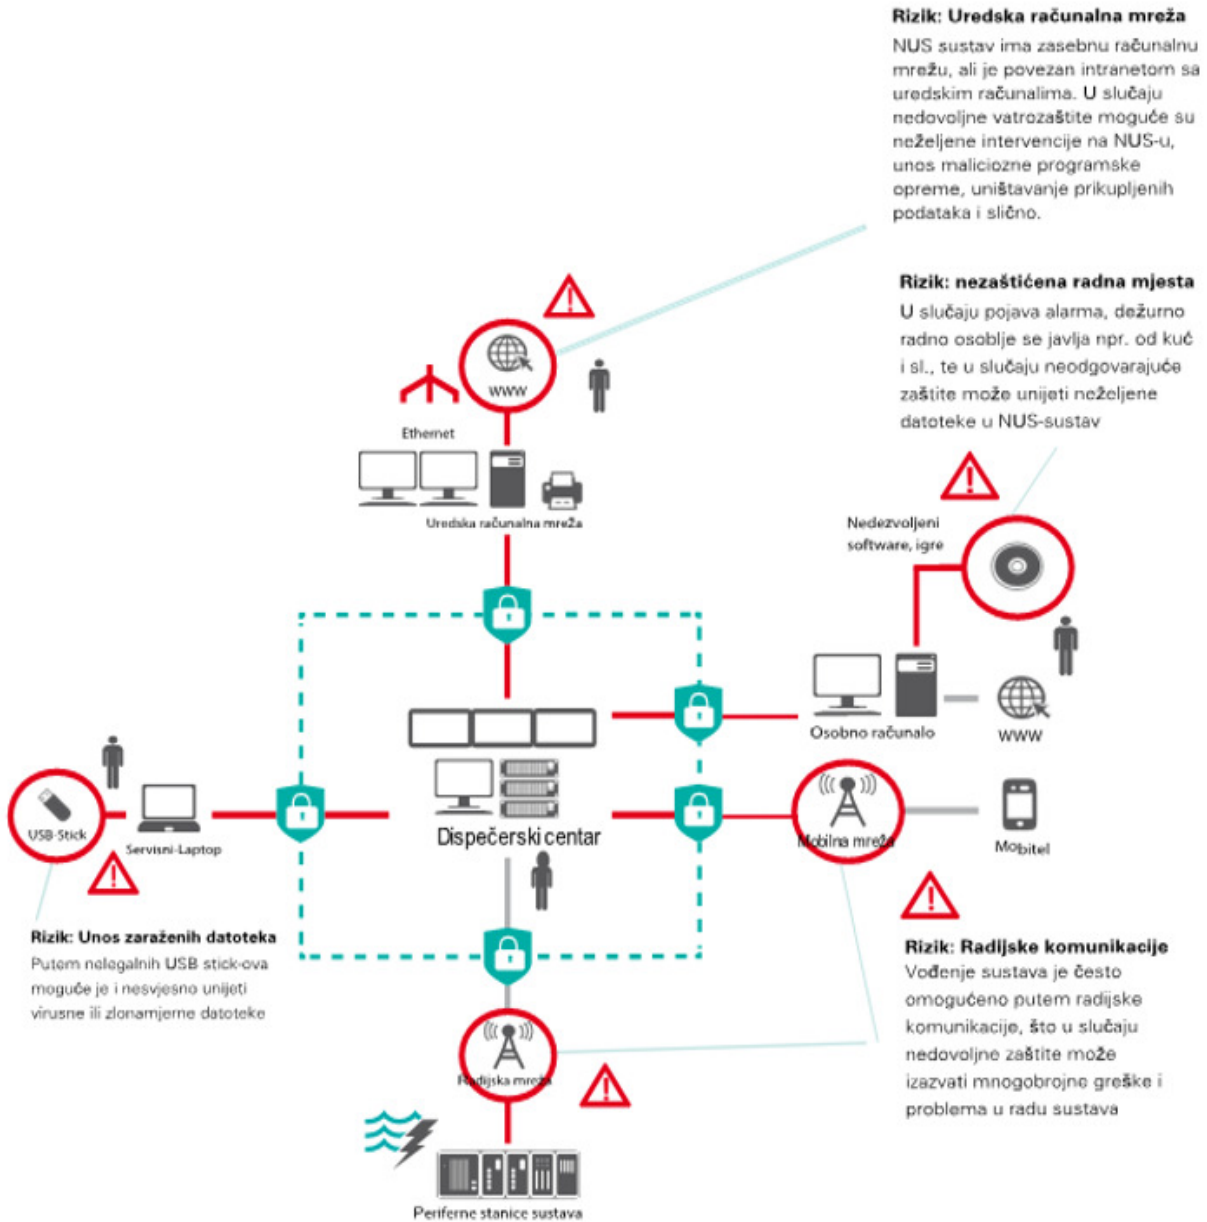 Rizik: Uredska računalna mreža
NUS sustav ima zasebnu računalnu
mrežu, ali je povezan intranetom sa
uredskim računalima. U slučaju
nedovoljne vatrozaštite moguće su
neželjene intervencije na NUS-u,
unos maliciozne programske
opreme, uništavanje prikupljenih
podataka i slično.
Rizik: nezaštićena radna mjesta
U slučaju pojava alarma, dežurno
radno osoblje se javlja npr. od kuć
i sl., te u slučaju neodgovarajuće
zaštite može unijeti neželjene
datoteke u NUS-sustav
WWW
Ethernet
Uredska računalna mreža
Nedezvoljeni
software, igre
Osobno računalo
WWW
USB-Stick
Servisni-Laptop
Dispečerski centar
Mobilna mreža
Mobitel
Rizik: Unos zaraženih datoteka
Putem nelegalnih USB stick-ova
moguće je i nesvjesno unijeti
virusne ili zlonamjerne datoteke
Rizik: Radijske komunikacije
Vođenje sustava je često
omogućeno putem radijske
komunikacije, što u slučaju
nedovoljne zaštite može
izazvati mnogobrojne greške i
problema u radu sustava
Radijska mreža
Periferne stanice sustava